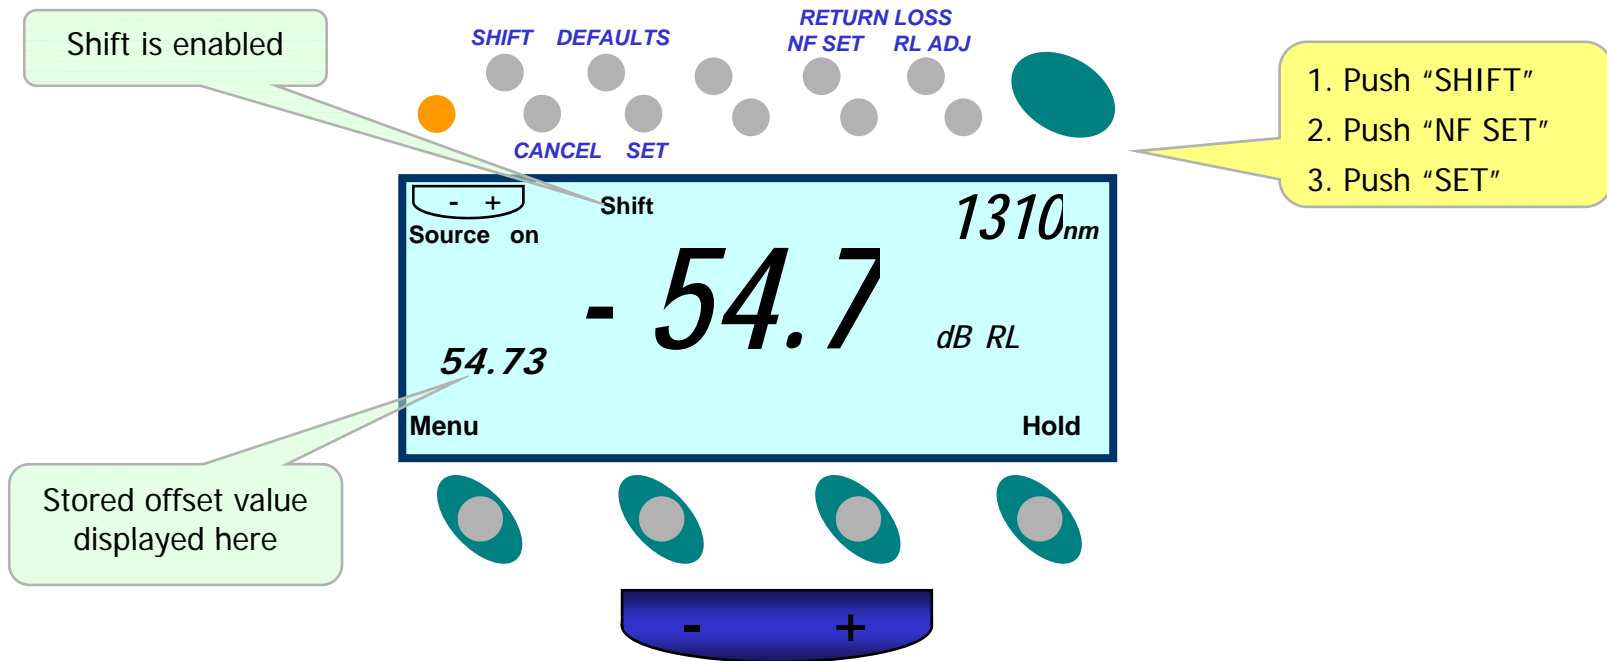 Shift is enabled
RETURN LOSS
SHIFT DEFAULTS NF SET RL ADJ
CANCEL SET
1. Push “SHIFT”
2. Push “NF SET”
3. Push “SET”
- +
Source on
Shift
1310nm
- 54.7
dB RL
54.73
Menu
Hold
Stored offset value
displayed here
- +